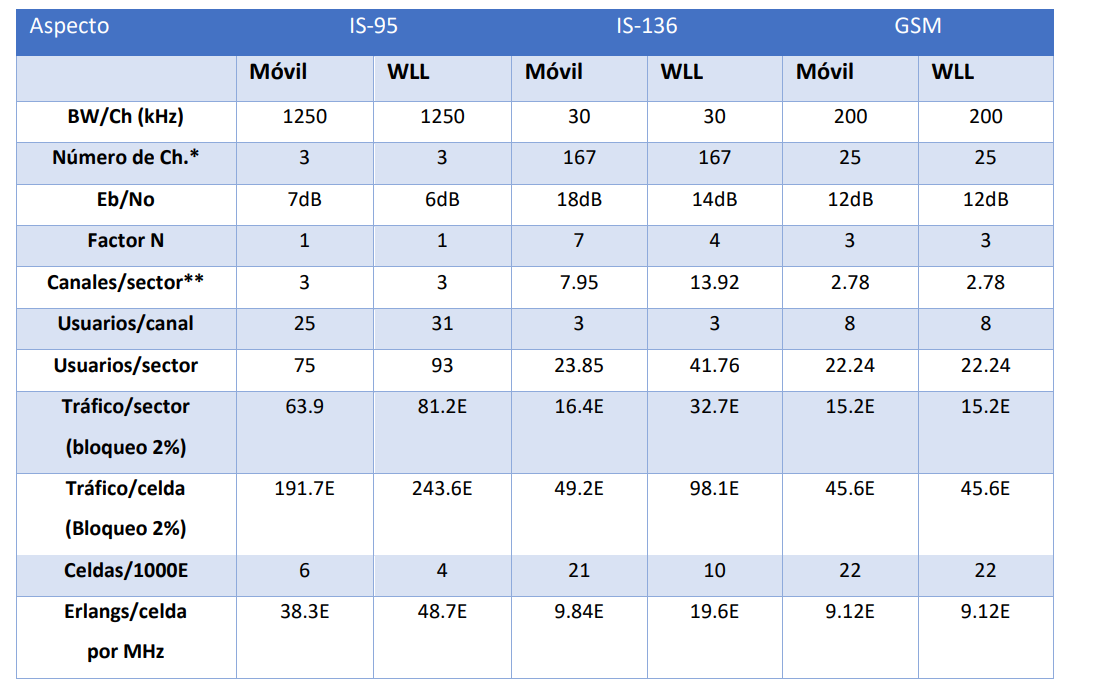 Aspecto IS-95 IS-136 GSM
Móvil WLL Móvil WLL Móvil WLL
BW/Ch (kHz) 1250 1250 30 30 200 200
Número de Ch.* 3 3 167 167 25 25
Eb/No 7dB 6dB 18dB 14dB 12dB 12dB
Factor N 1 1 7 4 3 3
Canales/sector** 3 3 7.95 13.92 2.78 2.78
Usuarios/canal 25 31 3 3 8 8
Usuarios/sector 75 93 23.85 41.76 22.24 22.24
Tráfico/sector 63.9 81.2E 16.4E 32.7E 15.2E 15.2E
(bloqueo 2%)
Tráfico/celda 191.7E 243.6E 49.2E 98.1E 45.6E 45.6E
(Bloqueo 2%)
Celdas/1000E 6 4 21 10 22 22
Erlangs/celda 38.3E 48.7E 9.84E 19.6E 9.12E 9.12E
por MHz